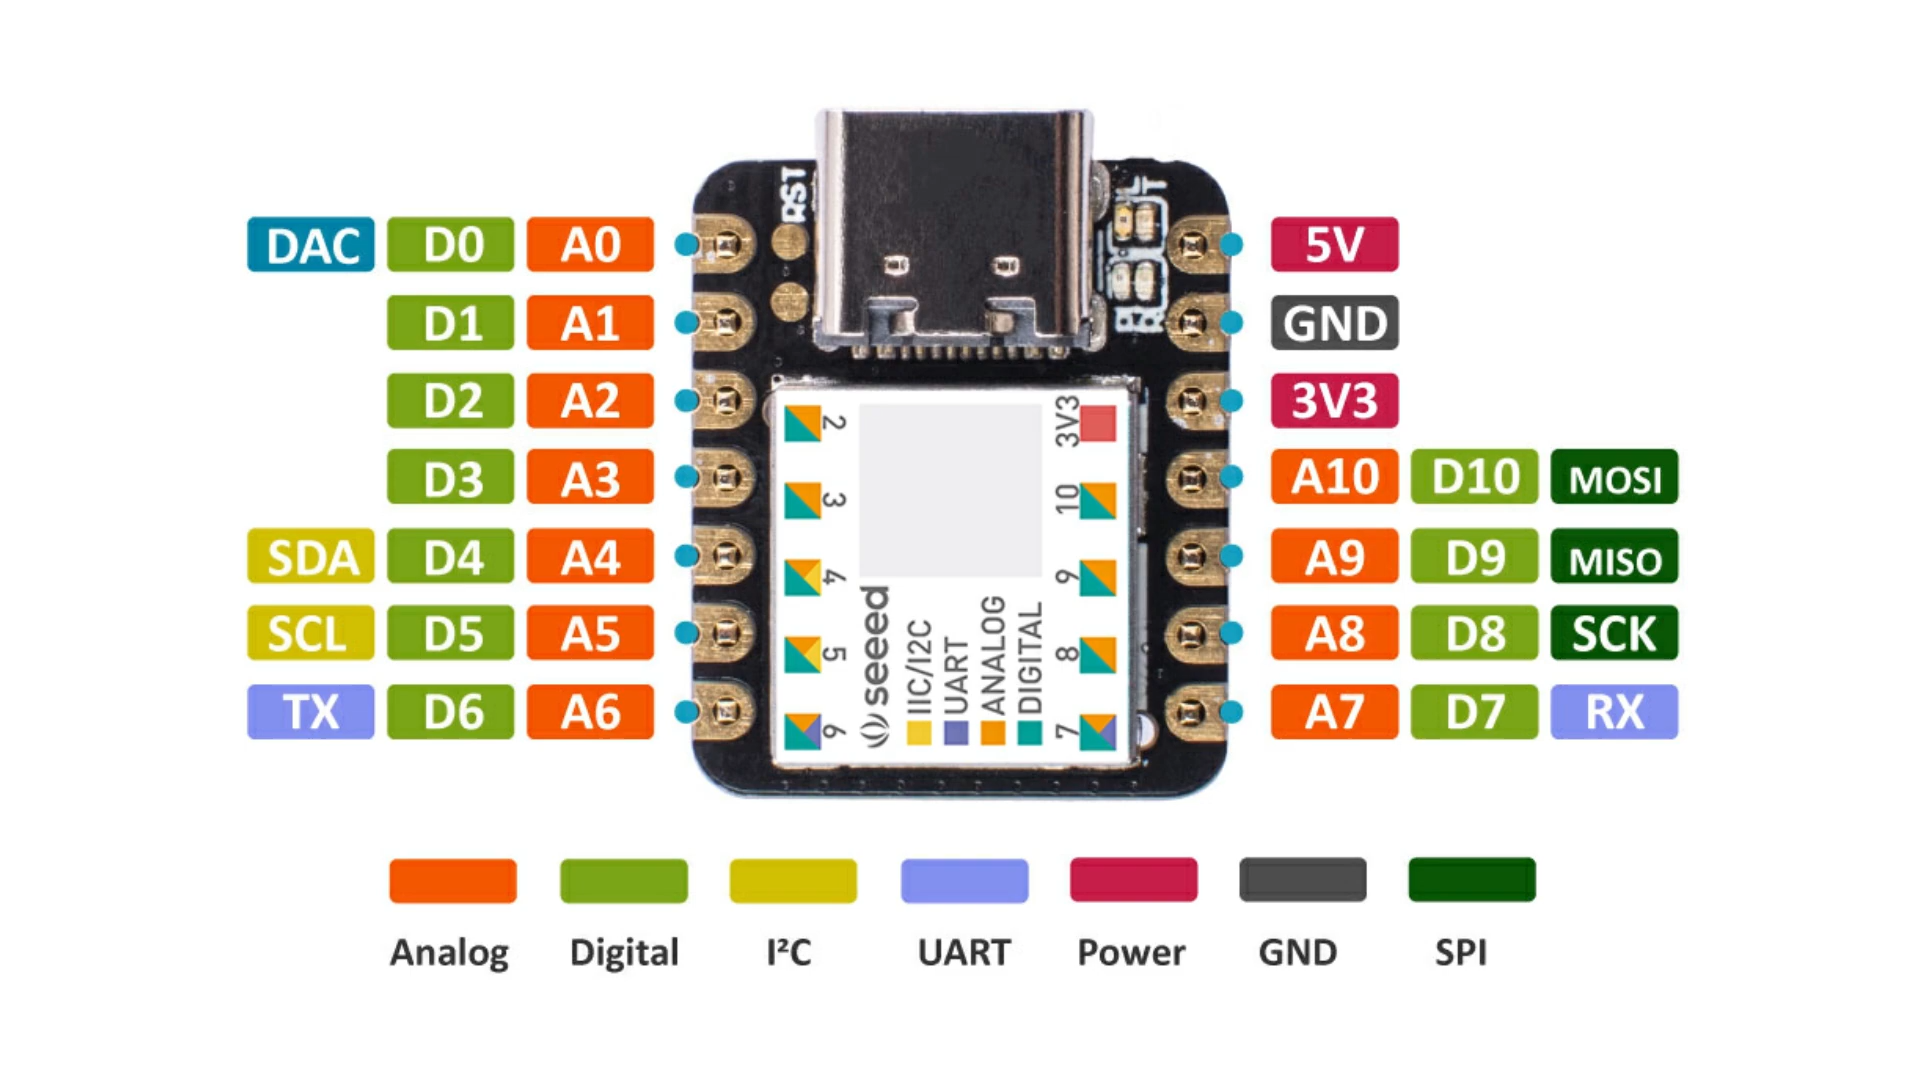 RST
DAC D0 A0 5V
D1 A1 GND
D2 A2 3V3
D3 A3 A10 D10 MOSI
SDA D4 A4 A9 D9 MISO
SCL D5 A5 A8 D8 SCK
TX D6 A6 A7 D7 RX
2
3
4
5
6
seeed
IIC/I2C
UART
ANALOG
DIGITAL
3V3
10
9
8
7
Analog Digital I²C UART Power GND SPI